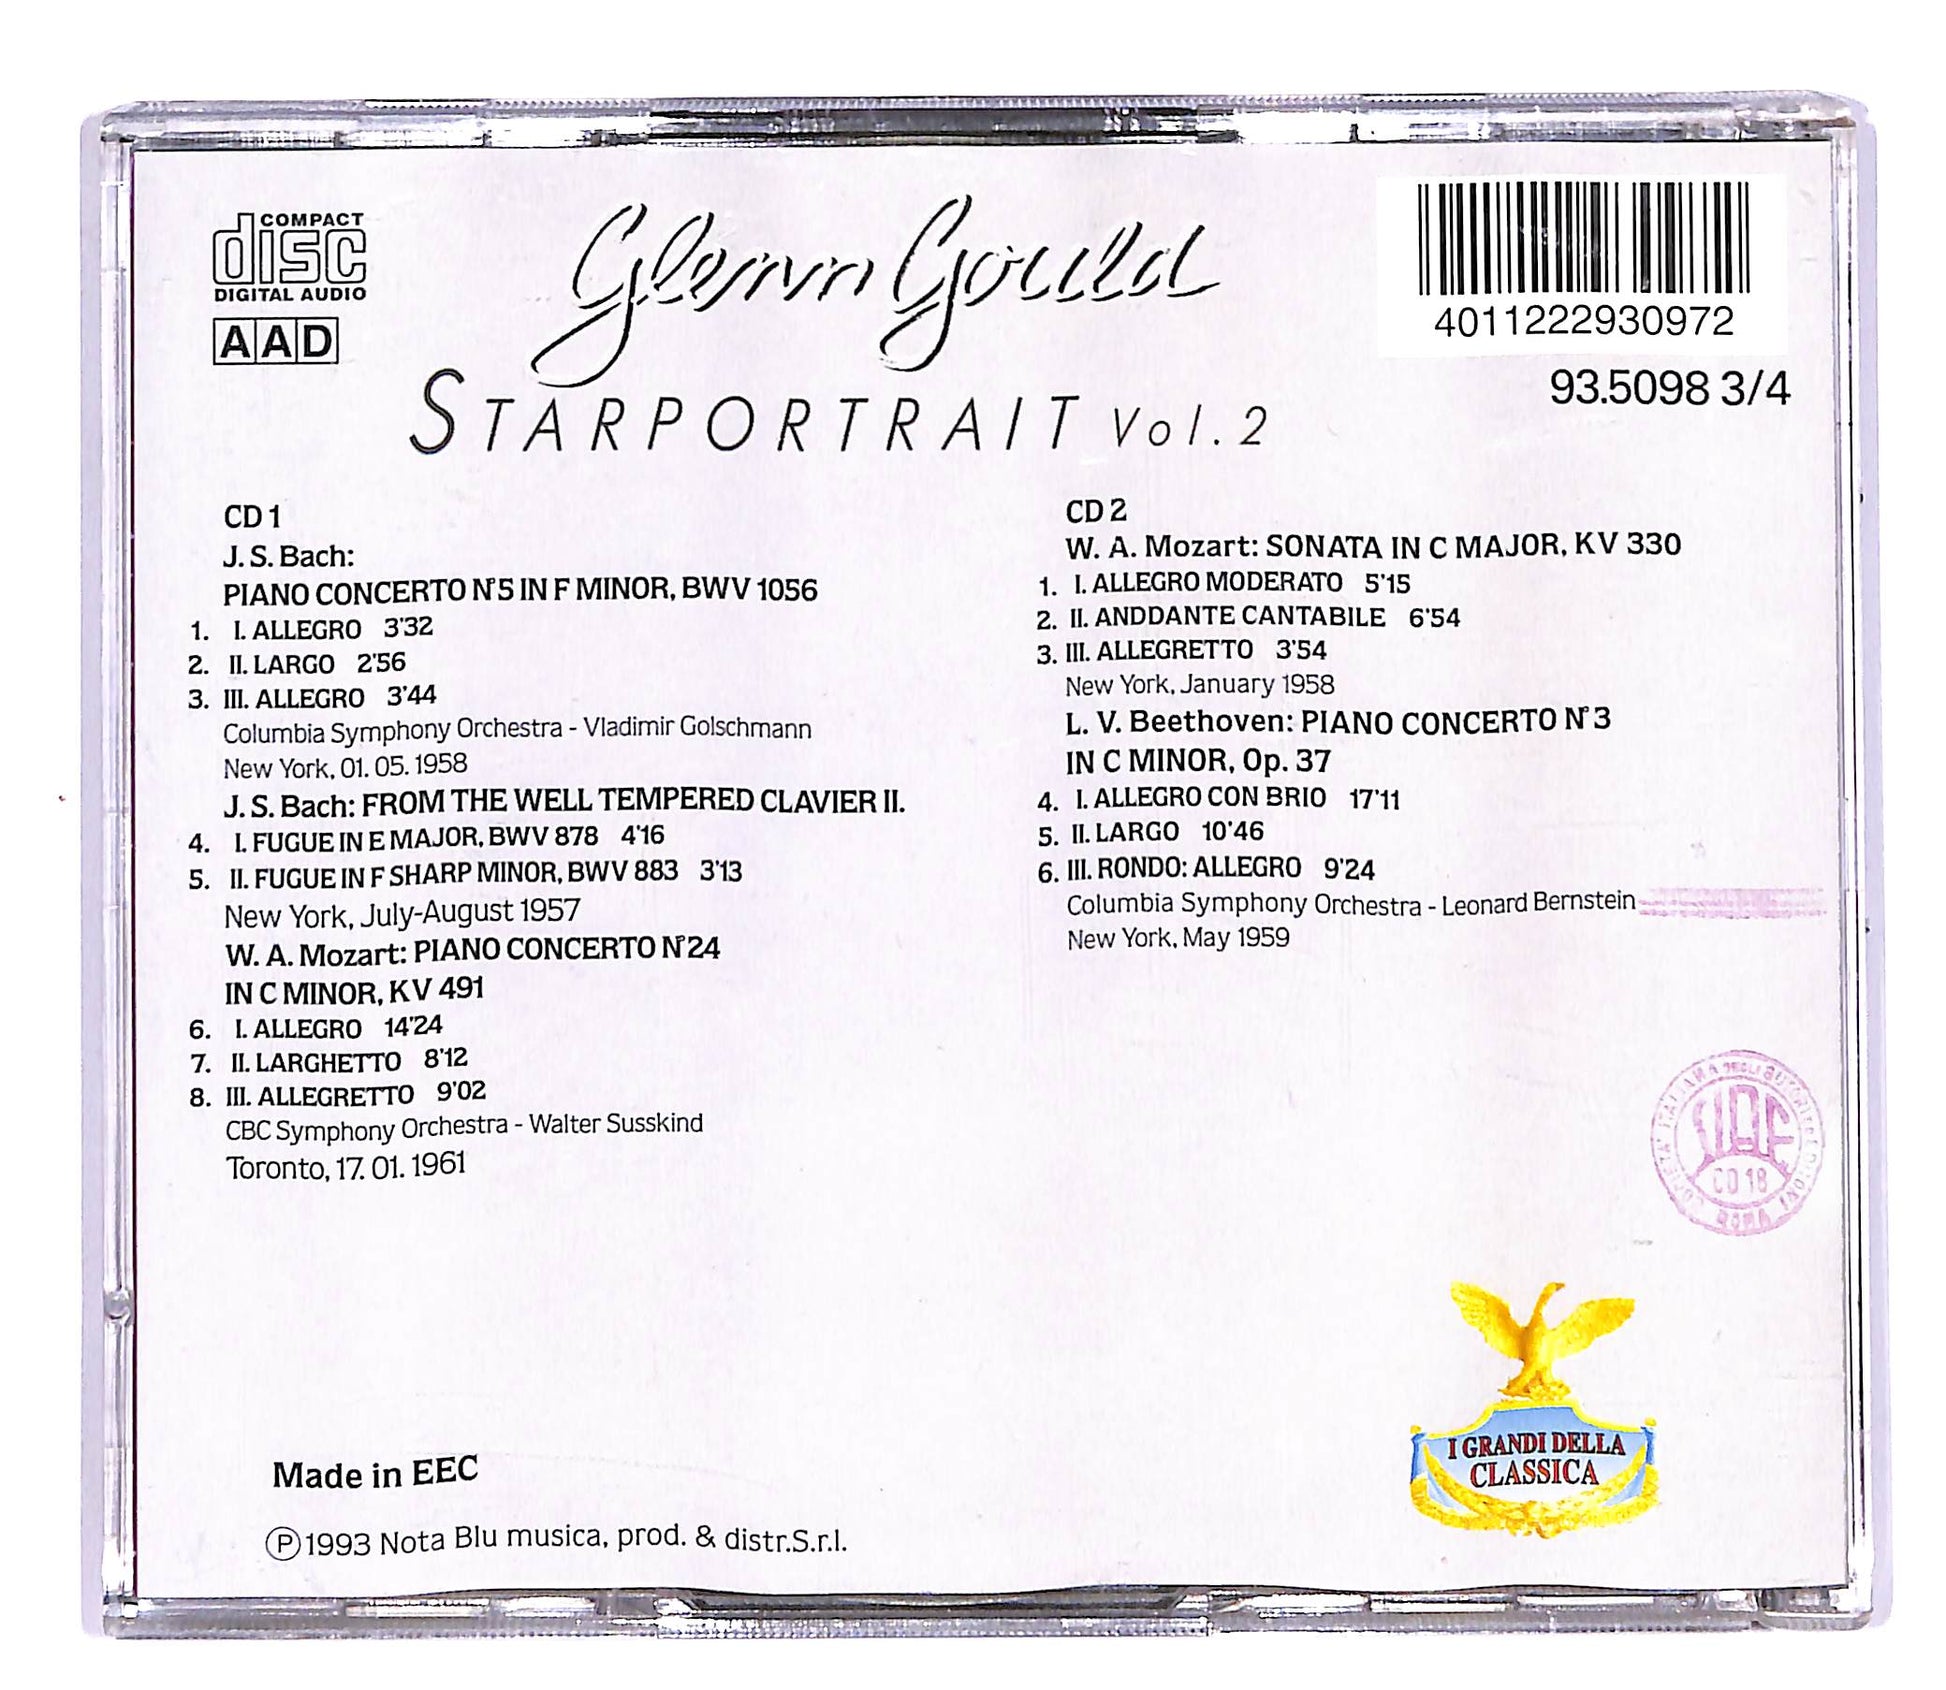 COMPACT
disc
DIGITAL AUDIO
AAD
Glenn Gould
STARPORTRAIT Vol. 2
4011222930972
93.5098 3/4
CD 1
J. S. Bach:
PIANO CONCERTO N°5 IN F MINOR, BWV 1056
1. I. ALLEGRO 3'32
2. II. LARGO 2'56
3. III. ALLEGRO 3'44
Columbia Symphony Orchestra - Vladimir Golschmann
New York, 01. 05. 1958
J. S. Bach: FROM THE WELL TEMPERED CLAVIER II.
4. I. FUGUE IN E MAJOR, BWV 878 4'16
5. II. FUGUE IN F SHARP MINOR, BWV 883 3'13
New York, July-August 1957
W. A. Mozart: PIANO CONCERTO N°24
IN C MINOR, KV 491
6. I. ALLEGRO 14'24
7. II. LARGHETTO 8'12
8. III. ALLEGRETTO 9'02
CBC Symphony Orchestra - Walter Susskind
Toronto, 17. 01. 1961
CD 2
W. A. Mozart: SONATA IN C MAJOR, KV 330
1. I. ALLEGRO MODERATO 5'15
2. II. ANDDANTE CANTABILE 6'54
3. III. ALLEGRETTO 3'54
New York, January 1958
L. V. Beethoven: PIANO CONCERTO N° 3
IN C MINOR, Op. 37
4. I. ALLEGRO CON BRIO 17'11
5. II. LARGO 10'46
6. III. RONDO: ALLEGRO 9'24
Columbia Symphony Orchestra - Leonard Bernstein
New York, May 1959
SOCIETA' ITALIANA DEGLI AUTORI ED EDITORI
SIAE
CD 18
ROMA
I GRANDI DELLA
CLASSICA
Made in EEC
Ⓟ 1993 Nota Blu musica, prod. & distr.S.r.l.